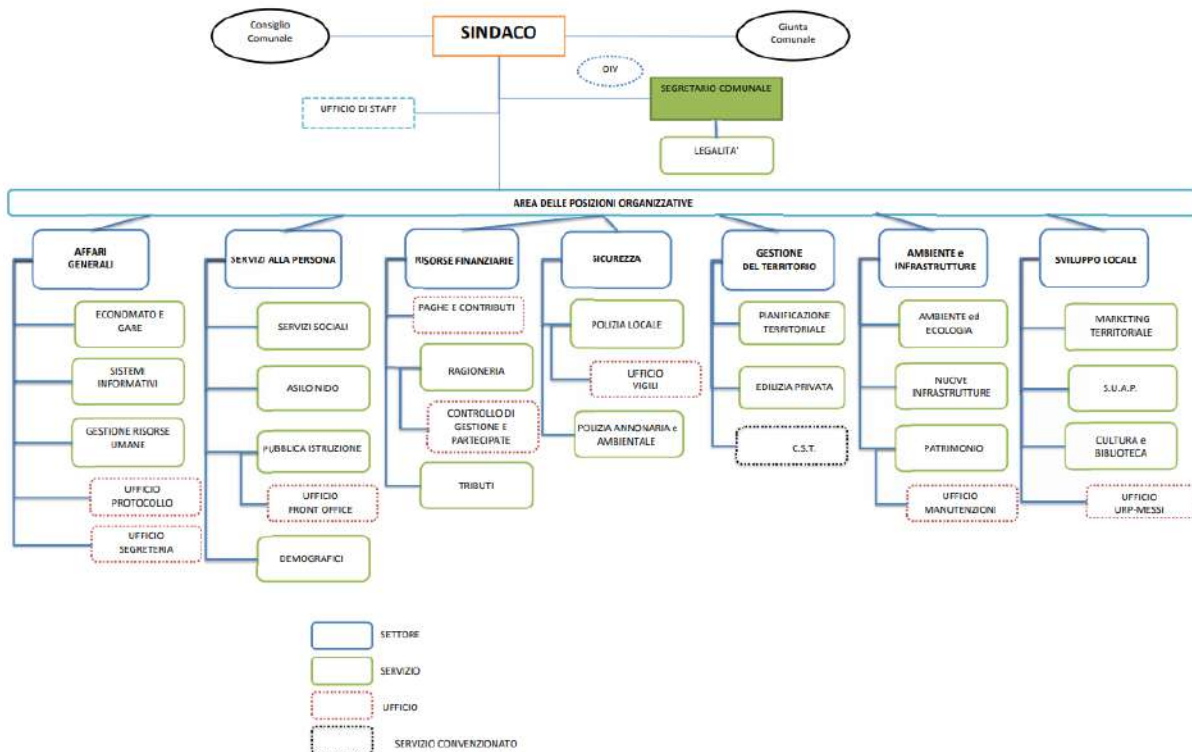 Consiglio
Comunale
SINDACO
Giunta
Comunale
OIV
UFFICIO DI STAFF
SEGRETARIO COMUNALE
LEGALITA'
AREA DELLE POSIZIONI ORGANIZZATIVE
AFFARI
GENERALI
ECONOMATO E
GARE
SISTEMI
INFORMATIVI
GESTIONE RISORSE
UMANE
UFFICIO
PROTOCOLLO
UFFICIO
SEGRETERIA
SERVIZI ALLA PERSONA
SERVIZI SOCIALI
ASILO NIDO
PUBBLICA ISTRUZIONE
UFFICIO
FRONT OFFICE
DEMOGRAFICI
RISORSE FINANZIARIE
PAGHE E CONTRIBUTI
RAGIONERIA
CONTROLLO DI
GESTIONE E
PARTECIPATE
TRIBUTI
SICUREZZA
POLIZIA LOCALE
UFFICIO
VIGILI
POLIZIA ANNONARIA e
AMBIENTALE
GESTIONE
DEL TERRITORIO
PIANIFICAZIONE
TERRITORIALE
EDILIZIA PRIVATA
C.S.T.
AMBIENTE e
INFRASTRUTTURE
AMBIENTE ed
ECOLOGIA
NUOVE
INFRASTRUTTURE
PATRIMONIO
UFFICIO
MANUTENZIONI
SVILUPPO LOCALE
MARKETING
TERRITORIALE
S.U.A.P.
CULTURA e
BIBLIOTECA
UFFICIO
URP-MESSI
SETTORE
SERVIZIO
UFFICIO
SERVIZIO CONVENZIONATO